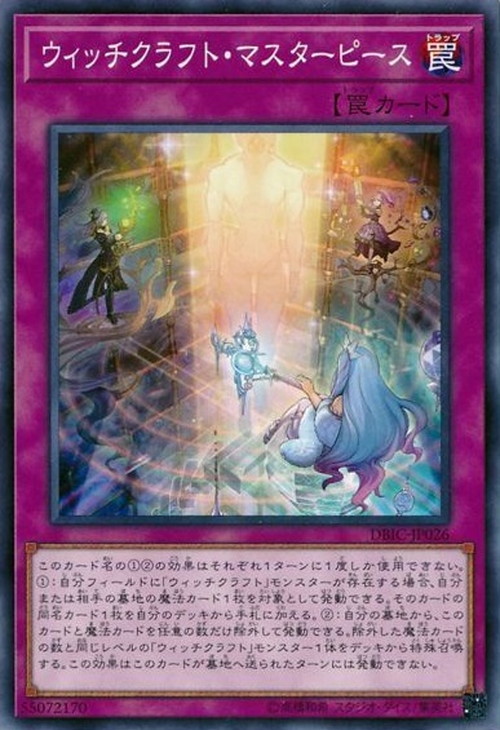 ウィッチクラフト・マスターピース
トラップ
罠
トラップ
【罠カード】
DBIC-JP026
このカード名の①②の効果はそれぞれ1ターンに1度しか使用できない。
①：自分フィールドに「ウィッチクラフト」モンスターが存在する場合、自分
または相手の墓地の魔法カード1枚を対象として発動できる。そのカードの
同名カード1枚を自分のデッキから手札に加える。②：自分の墓地から、この
カードと魔法カードを任意の数だけ除外して発動できる。除外した魔法カード
の数と同じレベルの「ウィッチクラフト」モンスター1体をデッキから特殊召喚
する。この効果はこのカードが墓地へ送られたターンには発動できない。
55072170
©高橋和希 スタジオ・ダイス/集英社